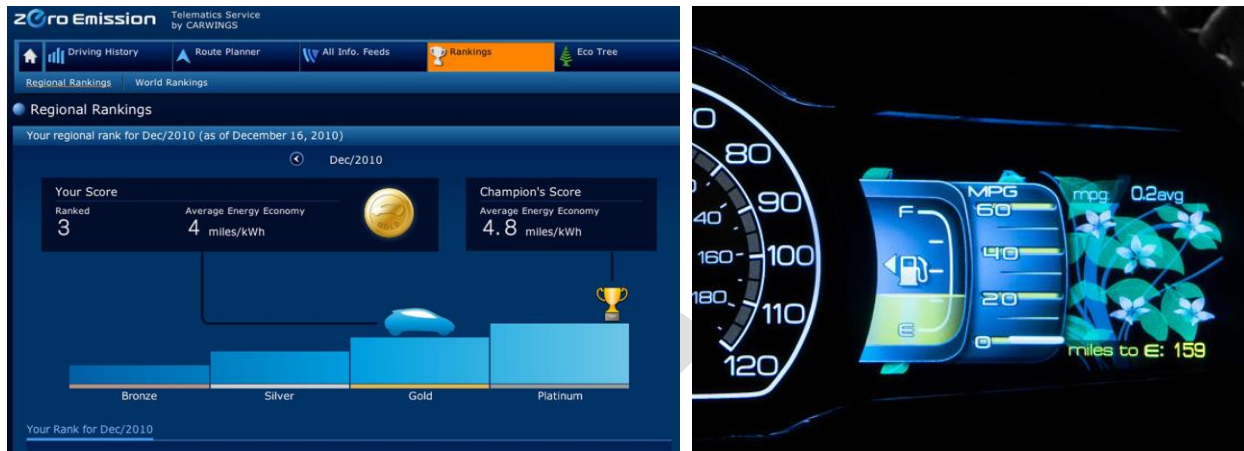 zero Emission
Telematics Service
by CARWINGS
Driving History
Route Planner
All Info. Feeds
Rankings
Eco Tree
Regional Rankings
World Rankings
Regional Rankings
Your regional rank for Dec/2010 (as of December 16, 2010)
Dec/2010
Your Score
Ranked
3
Average Energy Economy
4 miles/kWh
GOLD
Champion's Score
Average Energy Economy
4.8 miles/kWh
Bronze
Silver
Gold
Platinum
Your Rank for Dec/2010
80
90
100
110
120
140
160
180
F
E
MPG
60
40
20
0
mpg 0.2avg
miles to E: 159